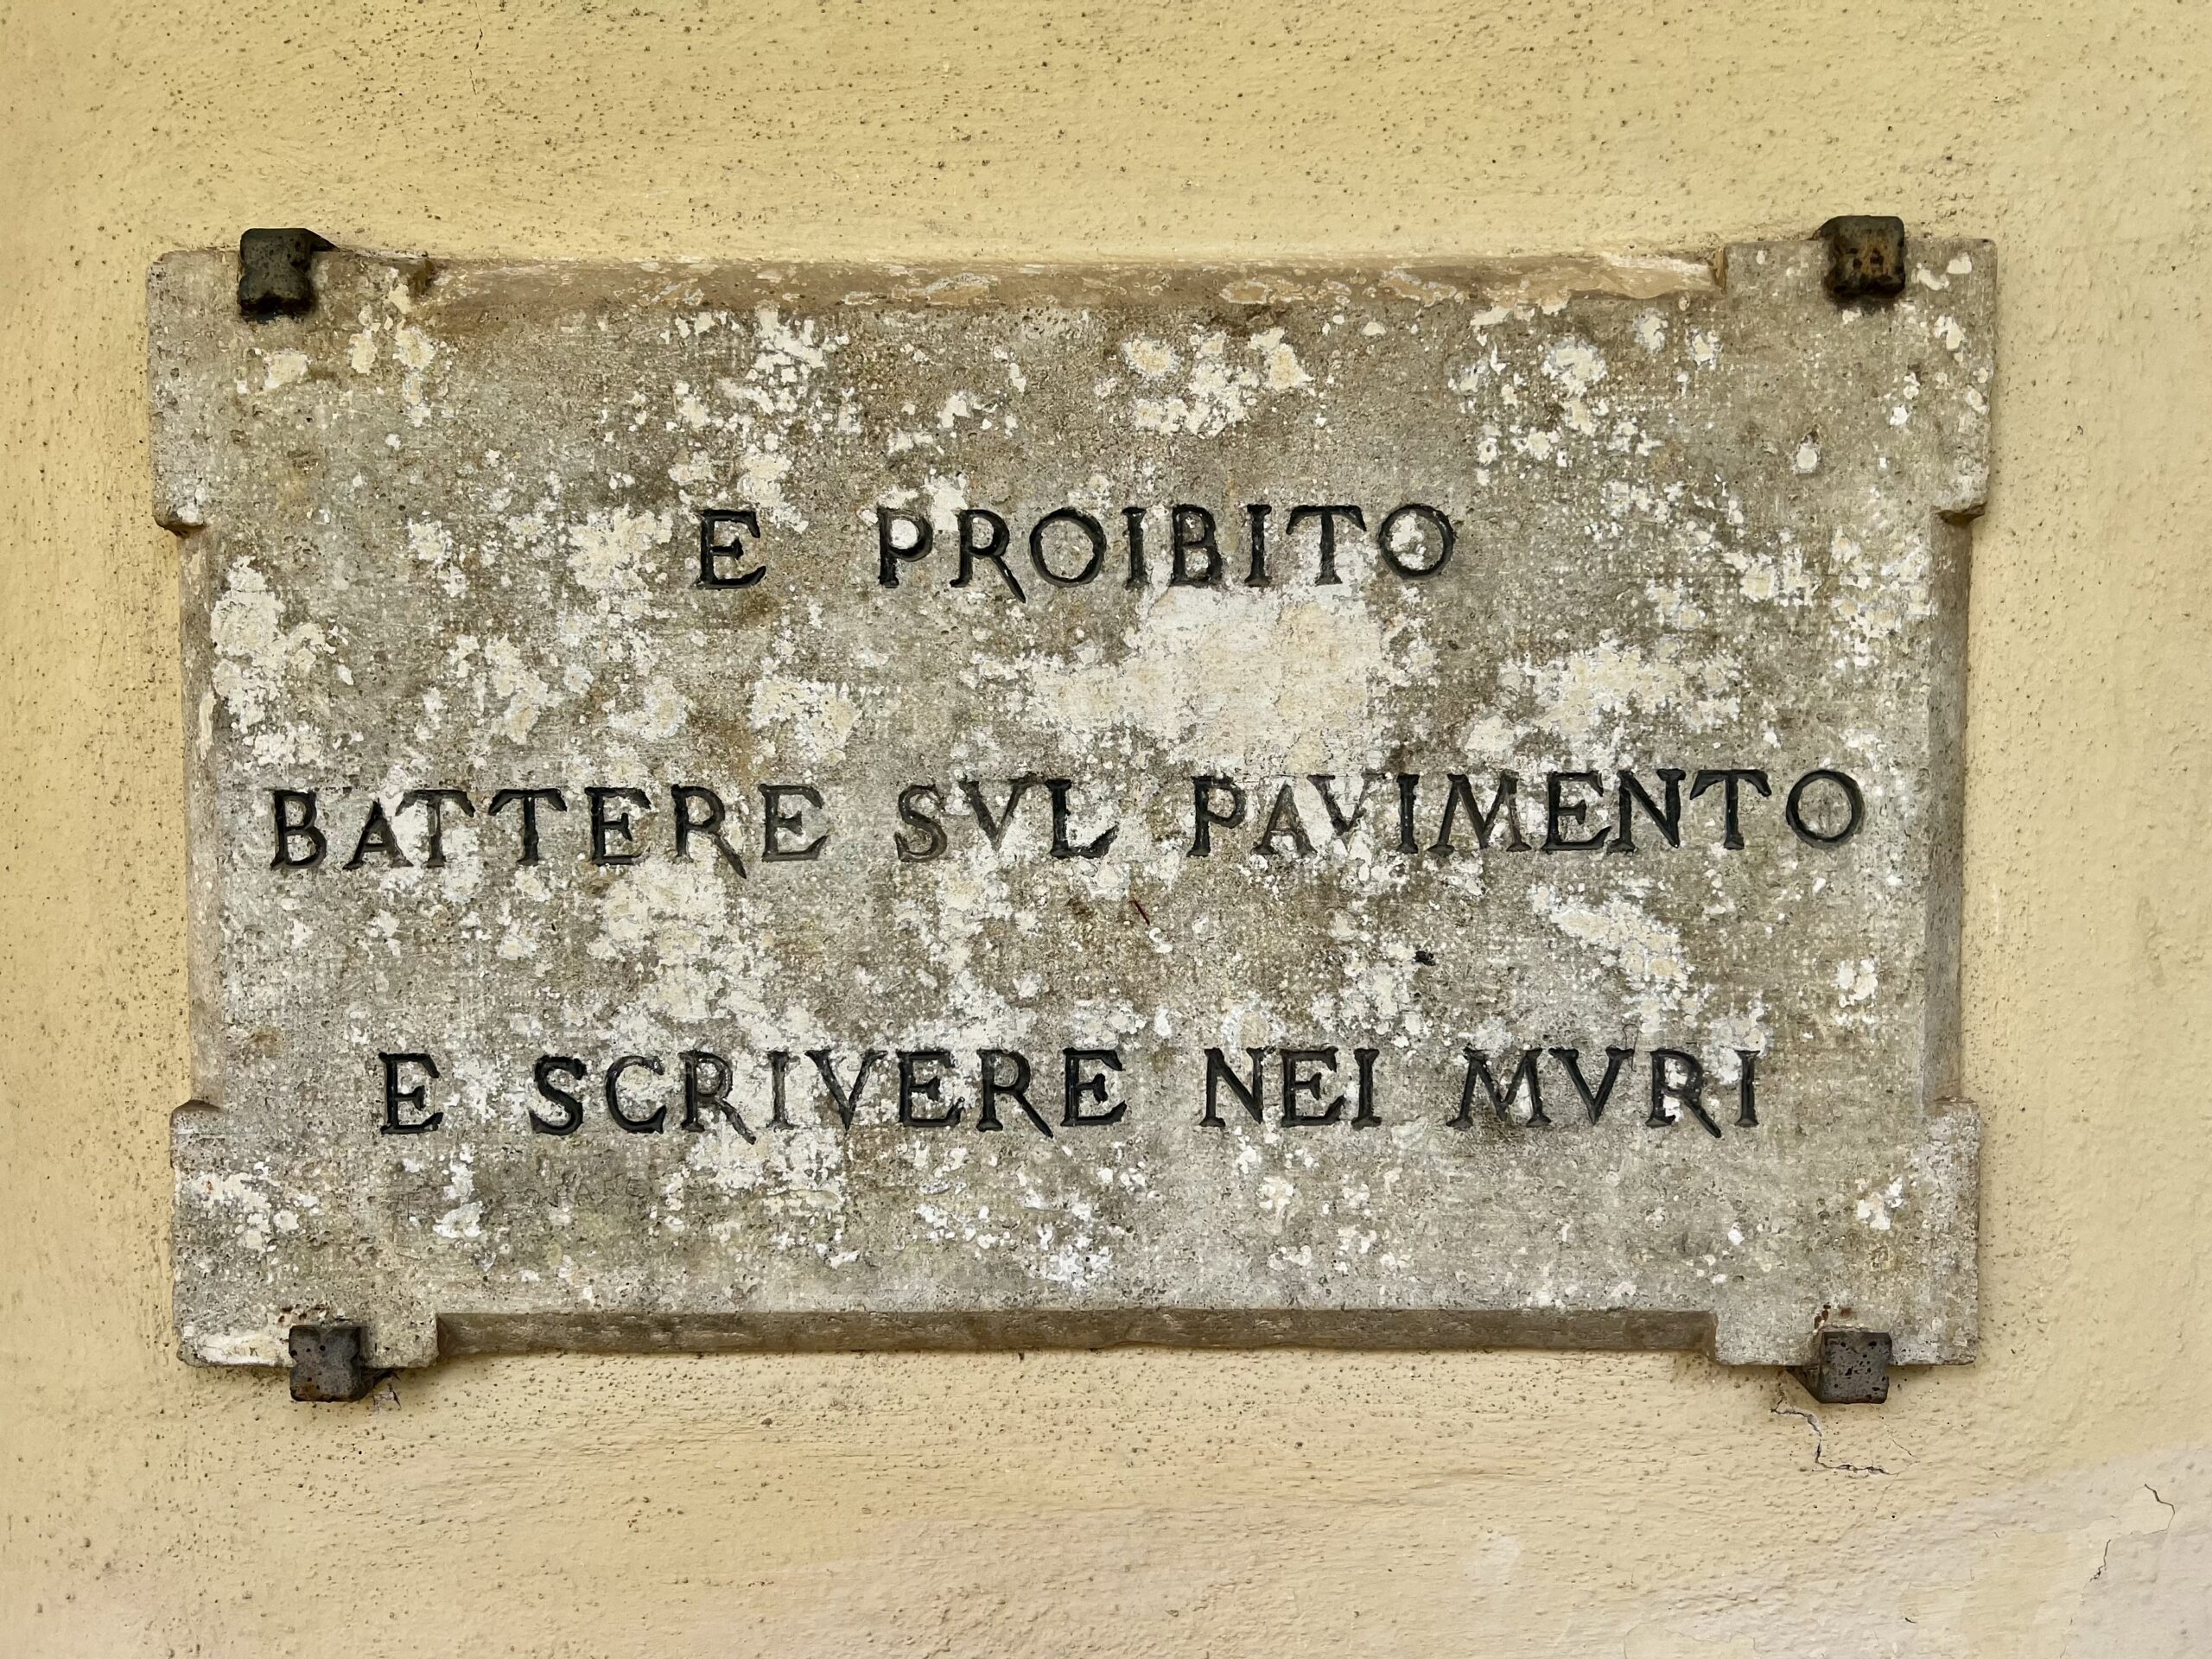 E PROIBITO
BATTERE SVL PAVIMENTO
E SCRIVERE NEI MVRI